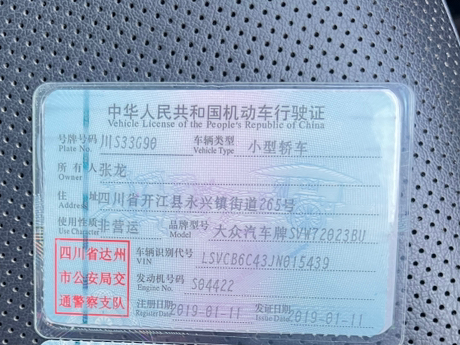 中华人民共和国机动车行驶证
Vehicle License of the People's Republic of China
号牌号码 川S33G90 车辆类型 小型轿车
Plate No. Vehicle Type
所有人 张龙
Owner
住址 四川省开江县永兴镇街道265号
Address
使用性质 非营运 品牌型号 大众汽车牌SVW72023BU
Use Character Model
四川省达州
市公安局交
通警察支队
车辆识别代号 LSVCB6C43JN015439
VIN
发动机号码 S04422
Engine No.
注册日期 2019-01-11 发证日期 2019-01-11
Register Date Issue Date